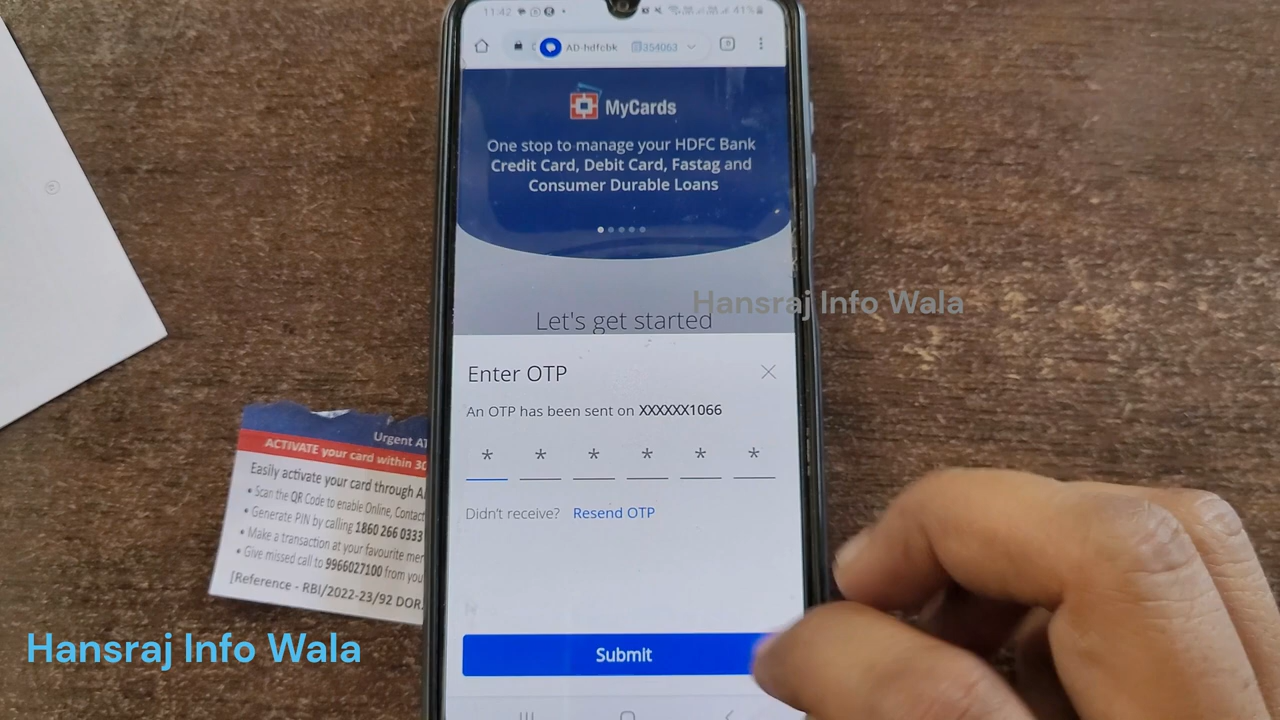 11:42
41%
AD-hdfcbk 354063
MyCards
One stop to manage your HDFC Bank
Credit Card, Debit Card, Fastag and
Consumer Durable Loans
Let's get started
Hansraj Info Wala
Enter OTP
An OTP has been sent on XXXXXX1066
* * * * * *
Didn't receive? Resend OTP
Submit
Urgent
ACTIVATE your card within
Easily activate your card through
• Scan the QR Code to enable Online,
• Generate PIN by calling 1860 266 0333
• Make a transaction at your favourite
• Give missed call to 9966027100 from
[Reference - RBI/2022-23/92 DOR.
Hansraj Info Wala